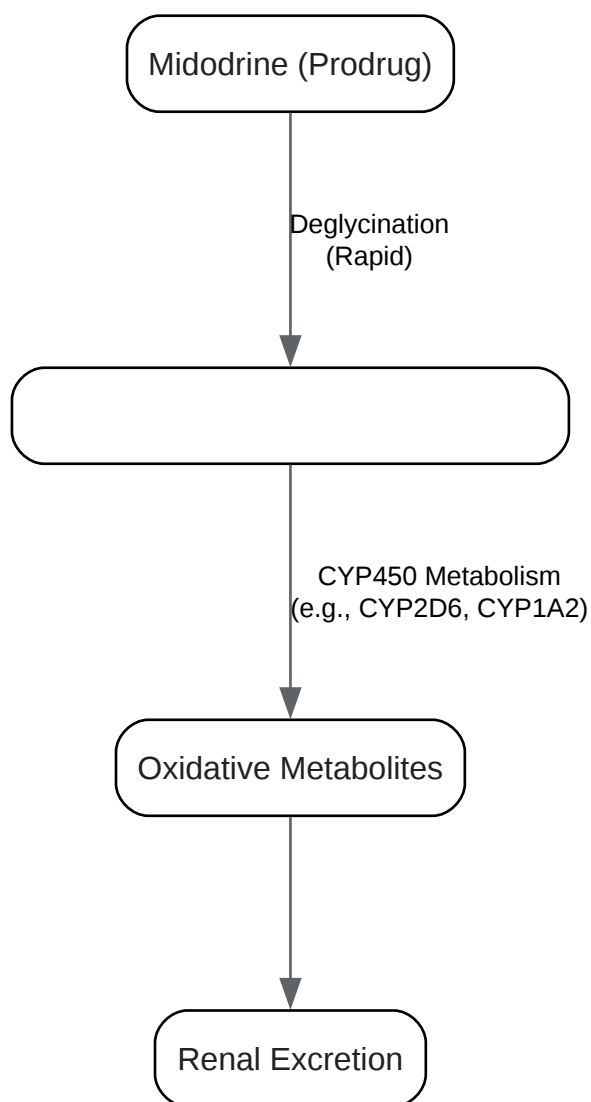 Midodrine (Prodrug)
Deglycination
(Rapid)
CYP450 Metabolism
(e.g., CYP2D6, CYP1A2)
Oxidative Metabolites
Renal Excretion